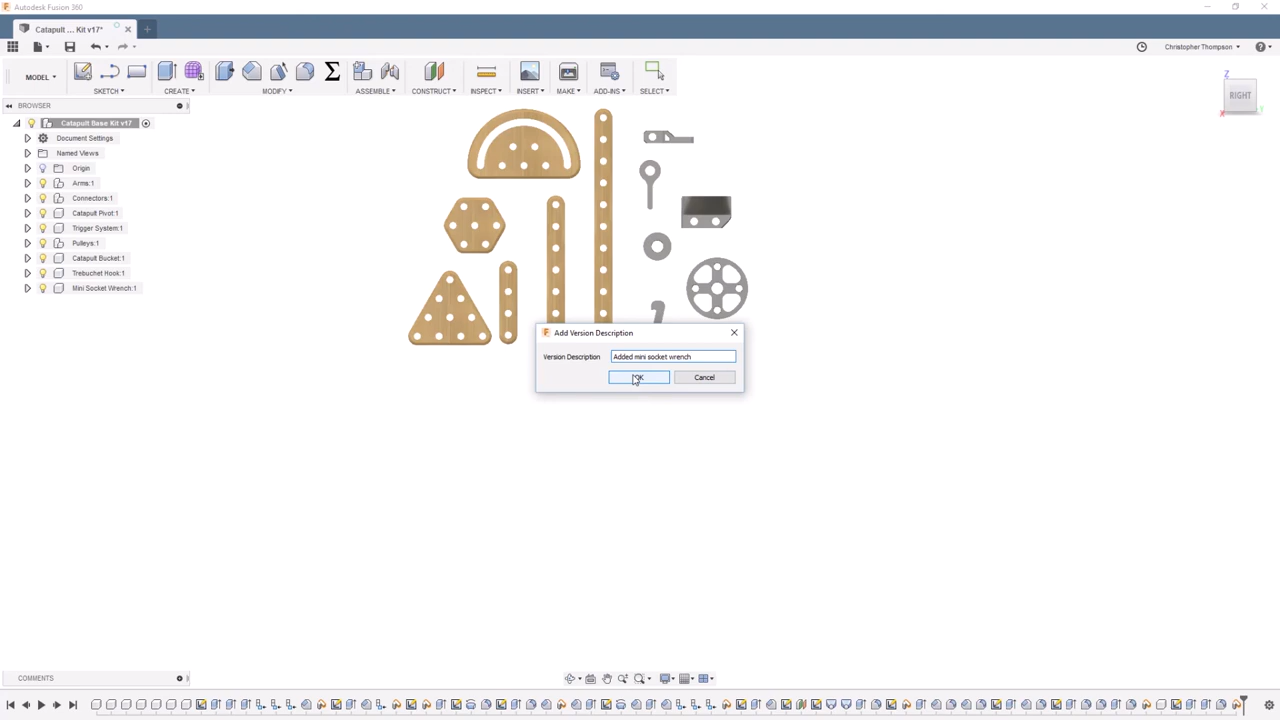 Autodesk Fusion 360
Catapult ... Kit v17*
Christopher Thompson
MODEL
SKETCH
CREATE
MODIFY
ASSEMBLE
CONSTRUCT
INSPECT
INSERT
MAKE
ADD-INS
SELECT
Z
RIGHT
X
Y
BROWSER
Catapult Base Kit v17
Document Settings
Named Views
Origin
Arms:1
Connectors:1
Catapult Pivot:1
Trigger System:1
Pulleys:1
Catapult Bucket:1
Trebuchet Hook:1
Mini Socket Wrench:1
Add Version Description
Version Description
Added mini socket wrench
OK
Cancel
COMMENTS